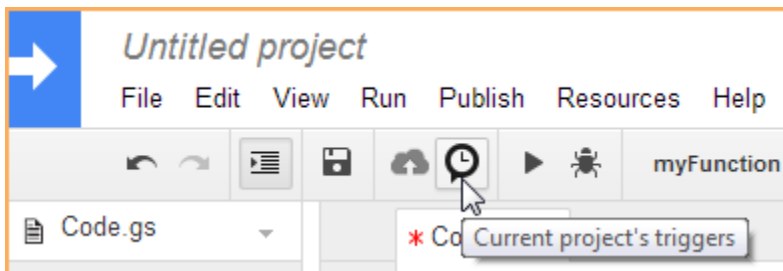 Untitled project
File Edit View Run Publish Resources Help
myFunction
Code.gs
* Co
Current project's triggers